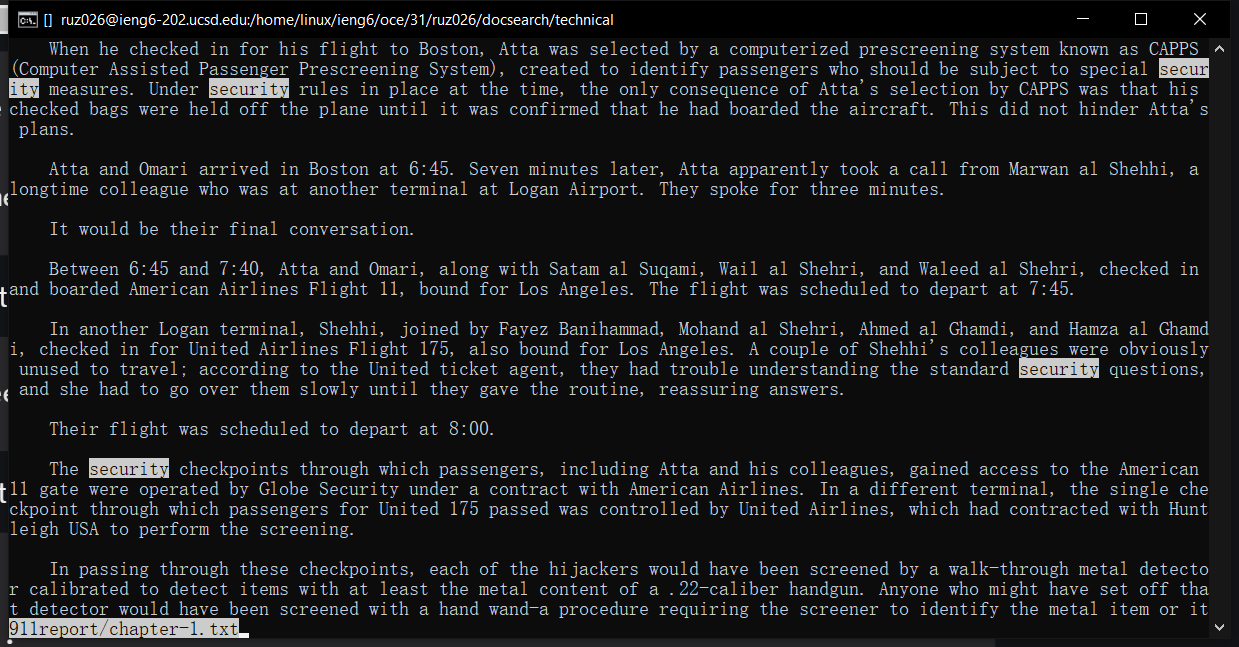 [] ruz026@ieng6-202.ucsd.edu:/home/linux/ieng6/oce/31/ruz026/docsearch/technical
When he checked in for his flight to Boston, Atta was selected by a computerized prescreening system known as CAPPS
(Computer Assisted Passenger Prescreening System), created to identify passengers who should be subject to special secur
ity measures. Under security rules in place at the time, the only consequence of Atta's selection by CAPPS was that his
checked bags were held off the plane until it was confirmed that he had boarded the aircraft. This did not hinder Atta's
plans.
Atta and Omari arrived in Boston at 6:45. Seven minutes later, Atta apparently took a call from Marwan al Shehhi, a
longtime colleague who was at another terminal at Logan Airport. They spoke for three minutes.
It would be their final conversation.
Between 6:45 and 7:40, Atta and Omari, along with Satam al Suqami, Wail al Shehri, and Waleed al Shehri, checked in
and boarded American Airlines Flight 11, bound for Los Angeles. The flight was scheduled to depart at 7:45.
In another Logan terminal, Shehhi, joined by Fayez Banihammad, Mohand al Shehri, Ahmed al Ghamdi, and Hamza al Ghamd
i, checked in for United Airlines Flight 175, also bound for Los Angeles. A couple of Shehhi's colleagues were obviously
unused to travel; according to the United ticket agent, they had trouble understanding the standard security questions,
and she had to go over them slowly until they gave the routine, reassuring answers.
Their flight was scheduled to depart at 8:00.
The security checkpoints through which passengers, including Atta and his colleagues, gained access to the American
11 gate were operated by Globe Security under a contract with American Airlines. In a different terminal, the single che
ckpoint through which passengers for United 175 passed was controlled by United Airlines, which had contracted with Hunt
leigh USA to perform the screening.
In passing through these checkpoints, each of the hijackers would have been screened by a walk-through metal detecto
r calibrated to detect items with at least the metal content of a .22-caliber handgun. Anyone who might have set off tha
t detector would have been screened with a hand wand-a procedure requiring the screener to identify the metal item or it
911report/chapter-1.txt